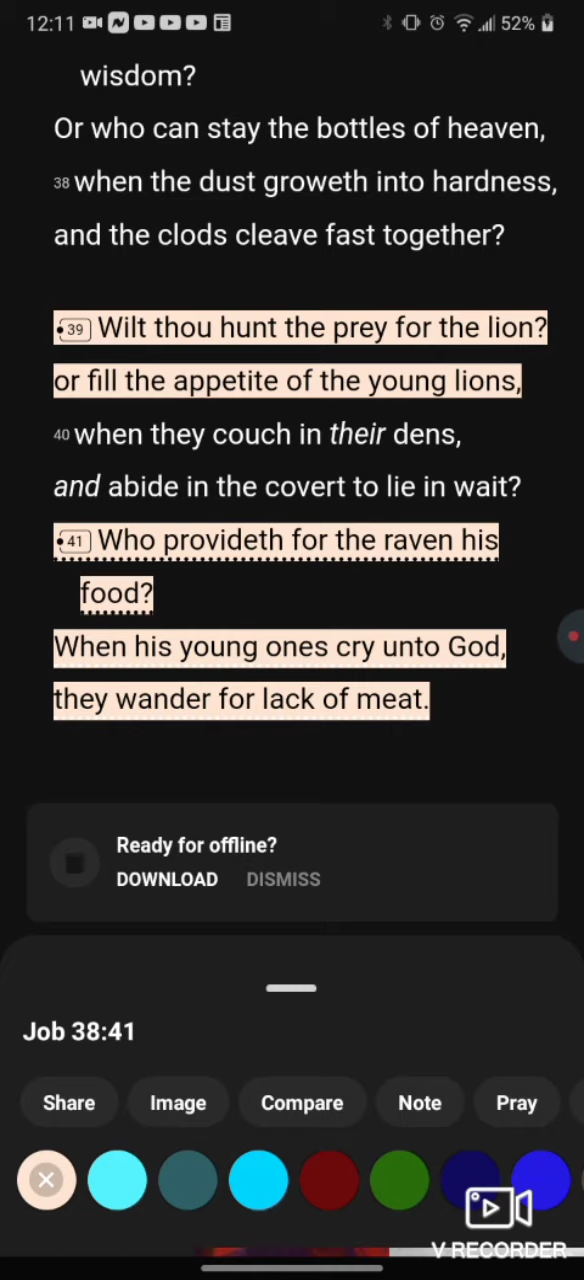 12:11 52%
wisdom?
Or who can stay the bottles of heaven,
38 when the dust groweth into hardness,
and the clods cleave fast together?
39 Wilt thou hunt the prey for the lion?
or fill the appetite of the young lions,
40 when they couch in their dens,
and abide in the covert to lie in wait?
41 Who provideth for the raven his
food?
When his young ones cry unto God,
they wander for lack of meat.
Ready for offline?
DOWNLOAD DISMISS
Job 38:41
Share Image Compare Note Pray
V RECORDER